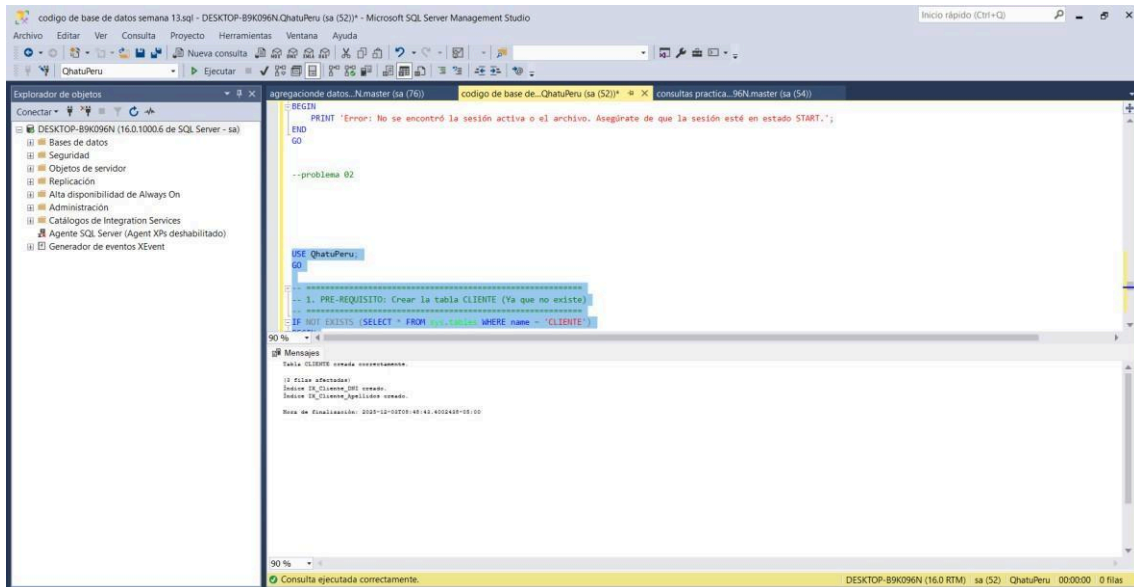 codigo de base de datos semana 13.sql - DESKTOP-B9K096N.QhatuPeru (sa (52))* - Microsoft SQL Server Management Studio
Inicio rápido (Ctrl+Q)
Archivo Editar Ver Consulta Proyecto Herramientas Ventana Ayuda
Nueva consulta
QhatuPeru
Ejecutar
Explorador de objetos
Conectar
DESKTOP-B9K096N (16.0.1000.6 de SQL Server - sa)
Bases de datos
Seguridad
Objetos de servidor
Replicación
Alta disponibilidad de Always On
Administración
Catálogos de Integration Services
Agente SQL Server (Agent XPs deshabilitado)
Generador de eventos XEvent
agregacionde datos...N.master (sa (76))
codigo de base de...QhatuPeru (sa (52))*
consultas practica...96N.master (sa (54))
BEGIN
PRINT 'Error: No se encontró la sesión activa o el archivo. Asegúrate de que la sesión esté en estado START.';
END
GO
--problema 02
USE QhatuPeru;
GO
-- 1. PRE-REQUISITO: Crear la tabla CLIENTE (Ya que no existe)
IF NOT EXISTS (SELECT * FROM sys.tables WHERE name = 'CLIENTE')
90 %
Mensajes
Tabla CLIENTE creada correctamente.
filas afectadas)
Índice IX_Cliente_DNI creado.
Índice IX_Cliente_Apellidos creado.
Hora de finalización:
90 %
Consulta ejecutada correctamente.
DESKTOP-B9K096N (16.0 RTM) sa (52) QhatuPeru 00:00:00 0 filas